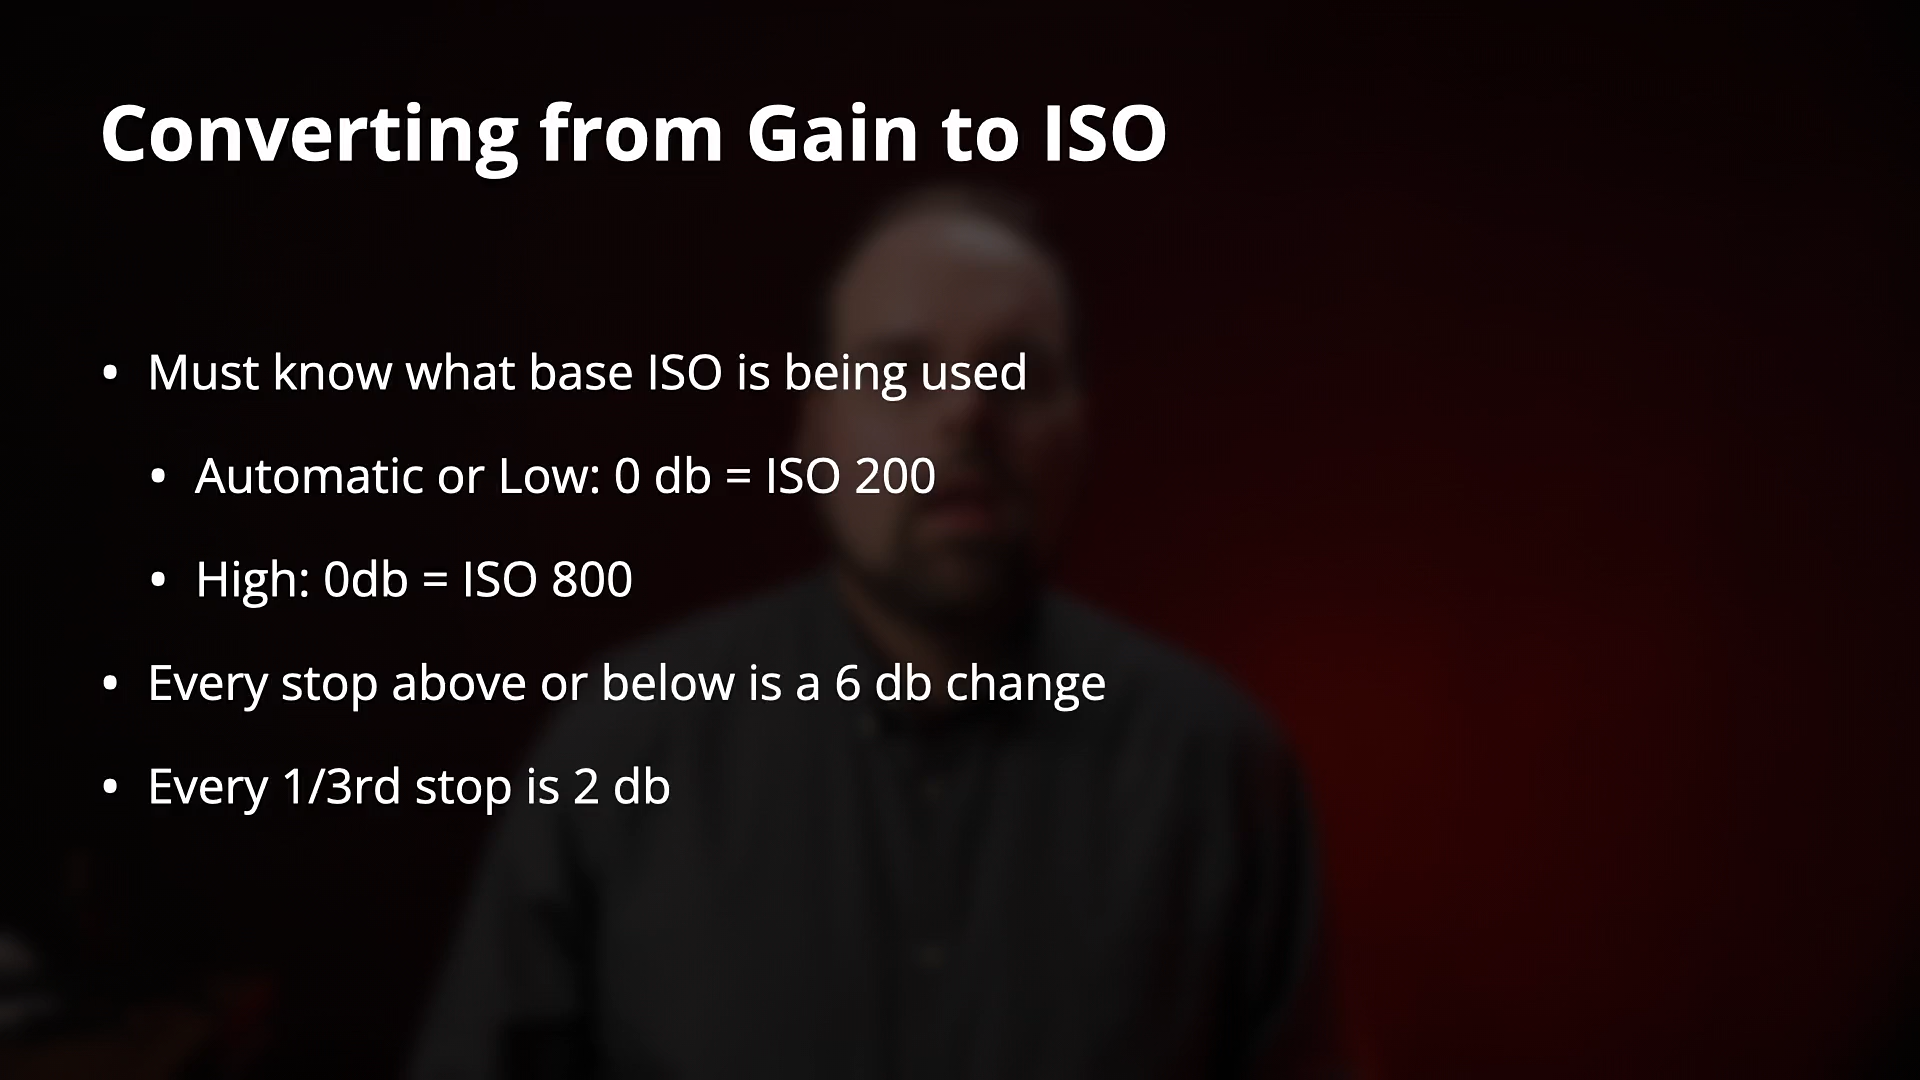 Converting from Gain to ISO
• Must know what base ISO is being used
• Automatic or Low: 0 db = ISO 200
• High: 0db = ISO 800
• Every stop above or below is a 6 db change
• Every 1/3rd stop is 2 db